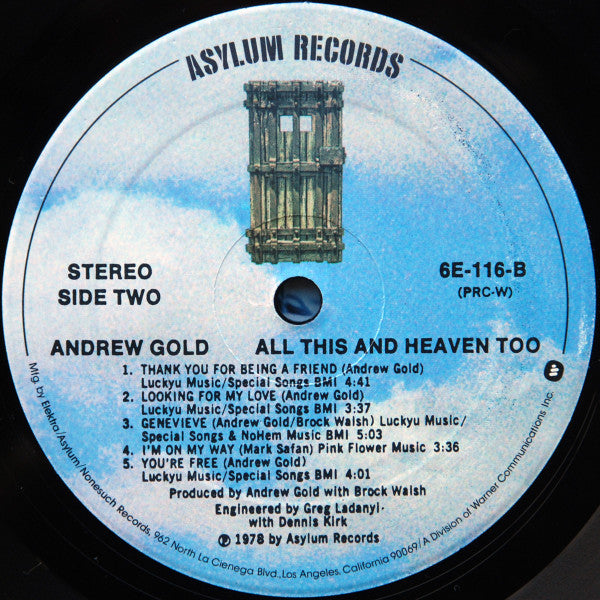 ASYLUM RECORDS
STEREO
SIDE TWO
6E-116-B
(PRC-W)
ANDREW GOLD ALL THIS AND HEAVEN TOO
1. THANK YOU FOR BEING A FRIEND (Andrew Gold)
Luckyu Music/Special Songs BMI 4:41
2. LOOKING FOR MY LOVE (Andrew Gold)
Luckyu Music/Special Songs BMI 3:37
3. GENEVIEVE (Andrew Gold/Brock Walsh) Luckyu Music/
Special Songs & NoHem Music BMI 5:03
4. I'M ON MY WAY (Mark Safan) Pink Flower Music 3:36
5. YOU'RE FREE (Andrew Gold)
Luckyu Music/Special Songs BMI 4:01
Produced by Andrew Gold with Brock Walsh
Engineered by Greg Ladanyi
with Dennis Kirk
℗ 1978 by Asylum Records
Mfg. by Elektra/Asylum/Nonesuch Records, 962 North La Cienega Blvd., Los Angeles, California 90069/A Division of Warner Communications Inc.